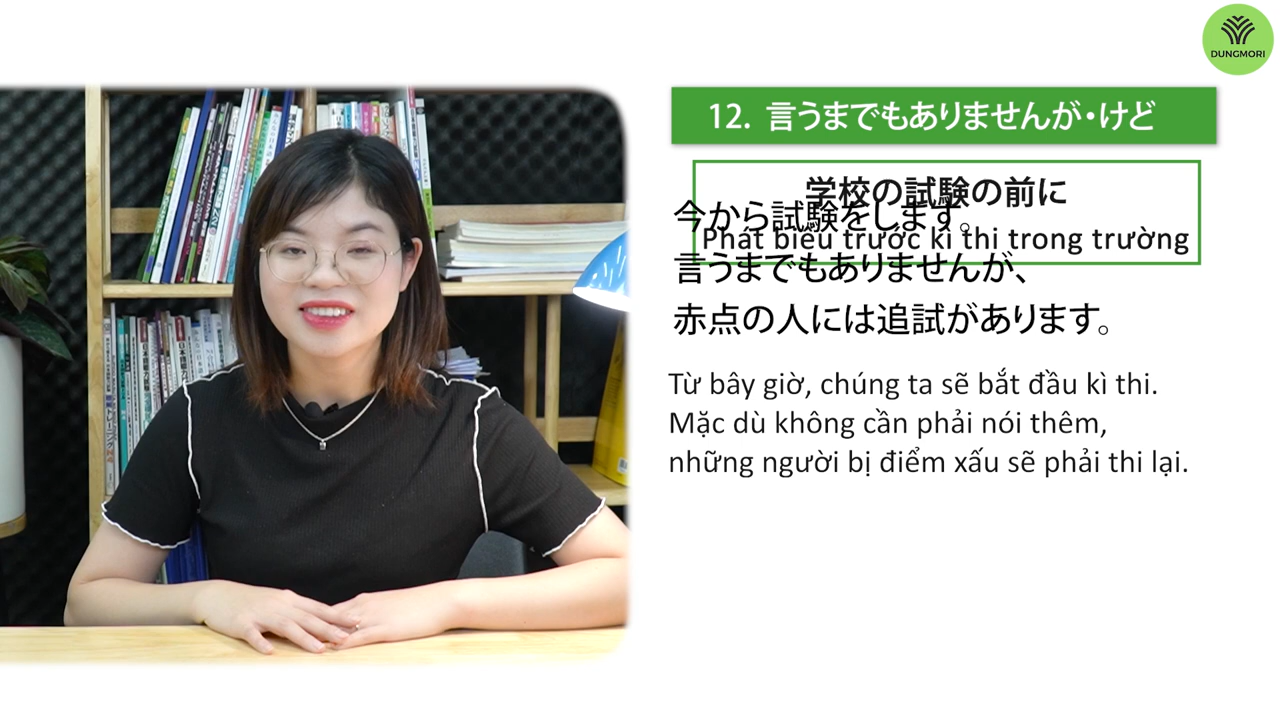 DUNGMORI
12. 言うまでもありませんが・けど
学校の試験の前に
Phát biểu trước kì thi trong trường
今から試験をします。
言うまでもありませんが、
赤点の人には追試があります。
Từ bây giờ, chúng ta sẽ bắt đầu kì thi.
Mặc dù không cần phải nói thêm,
những người bị điểm xấu sẽ phải thi lại.